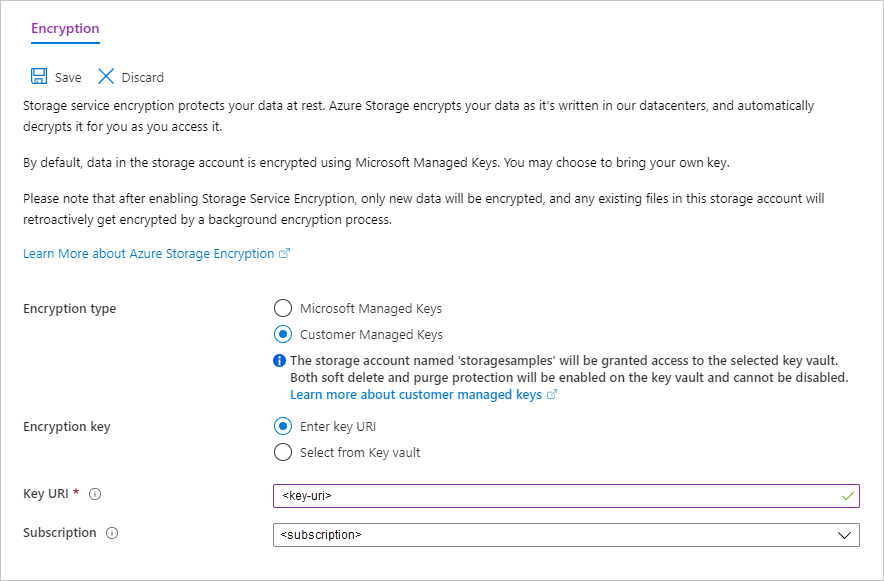 Encryption
Save Discard
Storage service encryption protects your data at rest. Azure Storage encrypts your data as it's written in our datacenters, and automatically
decrypts it for you as you access it.
By default, data in the storage account is encrypted using Microsoft Managed Keys. You may choose to bring your own key.
Please note that after enabling Storage Service Encryption, only new data will be encrypted, and any existing files in this storage account will
retroactively get encrypted by a background encryption process.
Learn More about Azure Storage Encryption
Encryption type
Microsoft Managed Keys
Customer Managed Keys
The storage account named 'storagesamples' will be granted access to the selected key vault.
Both soft delete and purge protection will be enabled on the key vault and cannot be disabled.
Learn more about customer managed keys
Encryption key
Enter key URI
Select from Key vault
Key URI *
<key-uri>
Subscription
<subscription>